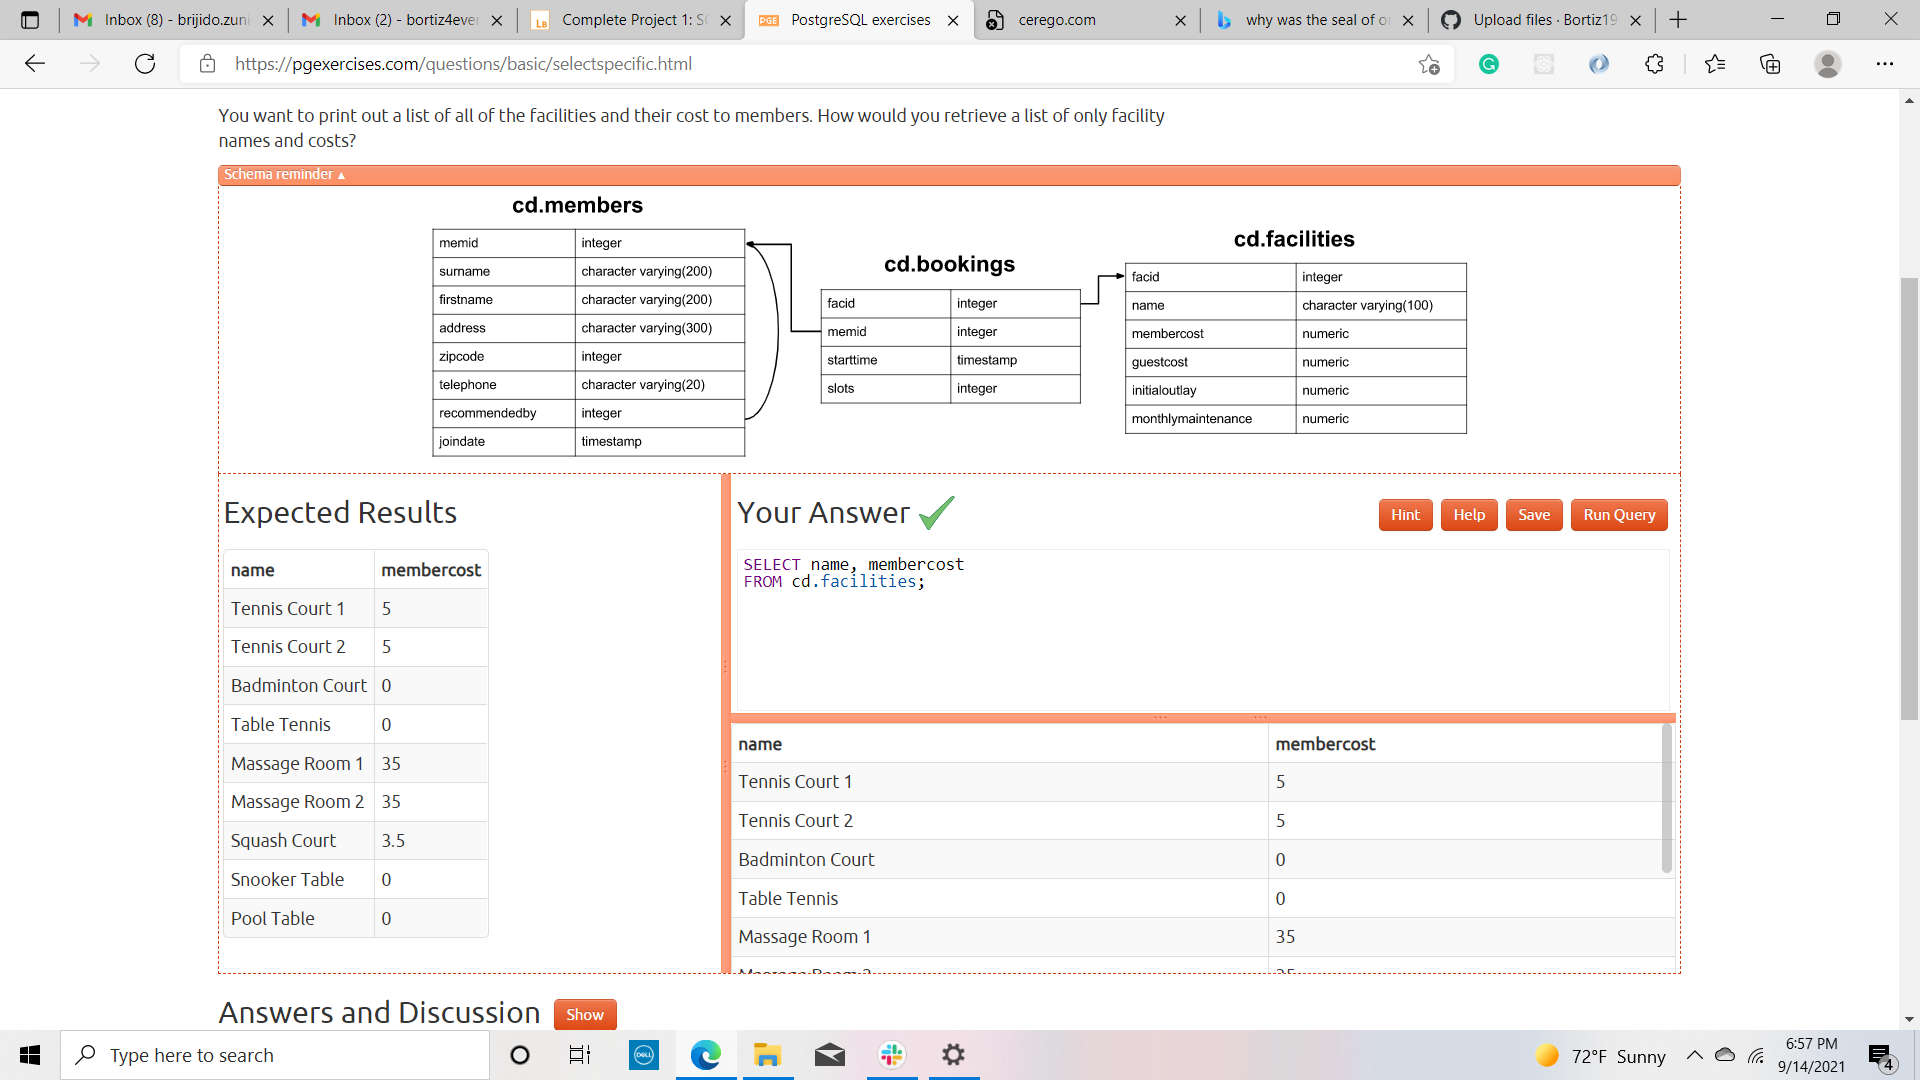 Inbox (8) - brijido.zuni
Inbox (2) - bortiz4ever
Complete Project 1: S
PostgreSQL exercises
cerego.com
why was the seal of o
Upload files · Bortiz19
https://pgexercises.com/questions/basic/selectspecific.html
You want to print out a list of all of the facilities and their cost to members. How would you retrieve a list of only facility
names and costs?
Schema reminder ▲
cd.members
memid integer
surname character varying(200)
firstname character varying(200)
address character varying(300)
zipcode integer
telephone character varying(20)
recommendedby integer
joindate timestamp
cd.bookings
facid integer
memid integer
starttime timestamp
slots integer
cd.facilities
facid integer
name character varying(100)
membercost numeric
guestcost numeric
initialoutlay numeric
monthlymaintenance numeric
Expected Results
name membercost
Tennis Court 1 5
Tennis Court 2 5
Badminton Court 0
Table Tennis 0
Massage Room 1 35
Massage Room 2 35
Squash Court 3.5
Snooker Table 0
Pool Table 0
Your Answer
Hint Help Save Run Query
SELECT name, membercost
FROM cd.facilities;
name membercost
Tennis Court 1 5
Tennis Court 2 5
Badminton Court 0
Table Tennis 0
Massage Room 1 35
Massage Room 2 35
Answers and Discussion Show
Type here to search
DELL
72°F Sunny
6:57 PM
9/14/2021
4